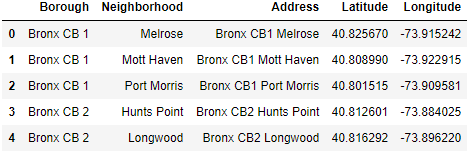 Borough Neighborhood Address Latitude Longitude
0 Bronx CB 1 Melrose Bronx CB1 Melrose 40.825670 -73.915242
1 Bronx CB 1 Mott Haven Bronx CB1 Mott Haven 40.808990 -73.922915
2 Bronx CB 1 Port Morris Bronx CB1 Port Morris 40.801515 -73.909581
3 Bronx CB 2 Hunts Point Bronx CB2 Hunts Point 40.812601 -73.884025
4 Bronx CB 2 Longwood Bronx CB2 Longwood 40.816292 -73.896220